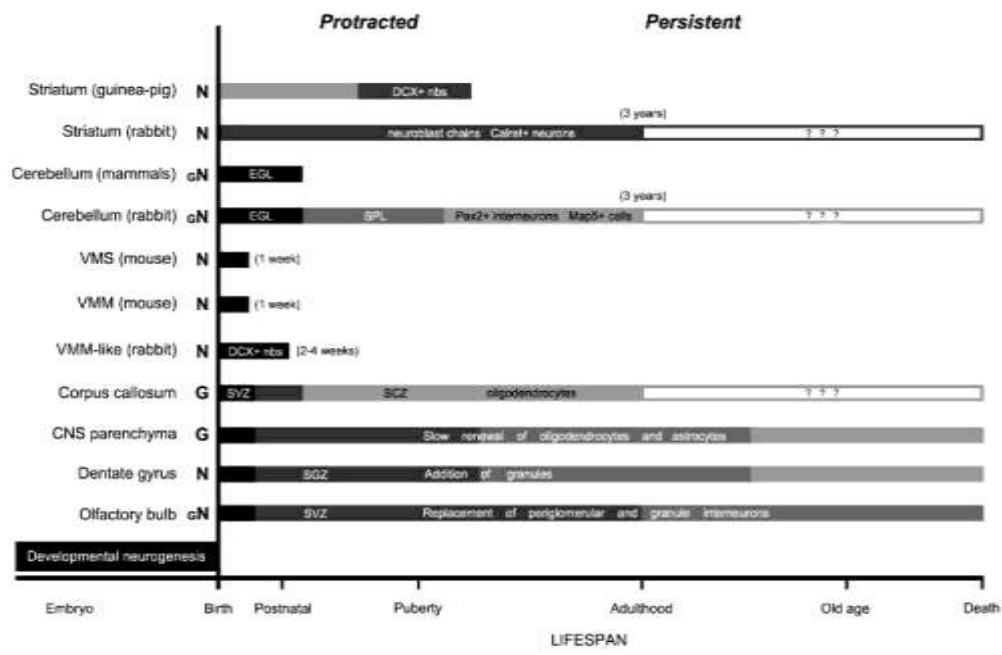 Protracted Persistent
Striatum (guinea-pig) N DCX+ nbs
(3 years)
Striatum (rabbit) N neuroblast chains Calret+ neurons ? ? ?
Cerebellum (mammals) GN EGL
(3 years)
Cerebellum (rabbit) GN EGL SPL Pax2+ interneurons Map5+ cells ? ? ?
VMS (mouse) N (1 week)
VMM (mouse) N (1 week)
VMM-like (rabbit) N DCX+ nbs (2-4 weeks)
Corpus callosum G SVZ SCZ oligodendrocytes ? ? ?
CNS parenchyma G Slow renewal of oligodendrocytes and astrocytes
Dentate gyrus N SGZ Addition of granules
Olfactory bulb GN SVZ Replacement of periglomerular and granule interneurons
Developmental neurogenesis
Embryo Birth Postnatal Puberty Adulthood Old age Death
LIFESPAN